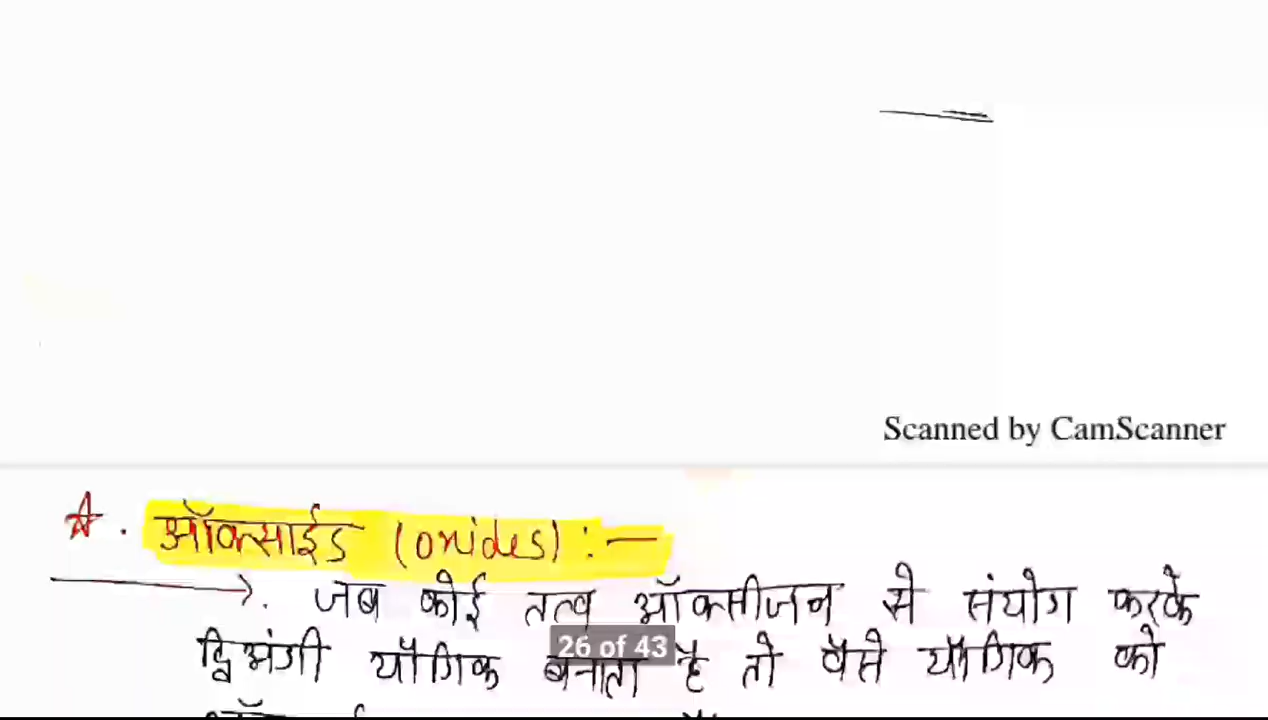 Scanned by CamScanner
☆. ऑक्साईड (oxides) :—
→. जब कोई तत्व ऑक्सीजन से संयोग करके
द्विअंगी यौगिक बनाता है तो वैसे यौगिक को
26 of 43